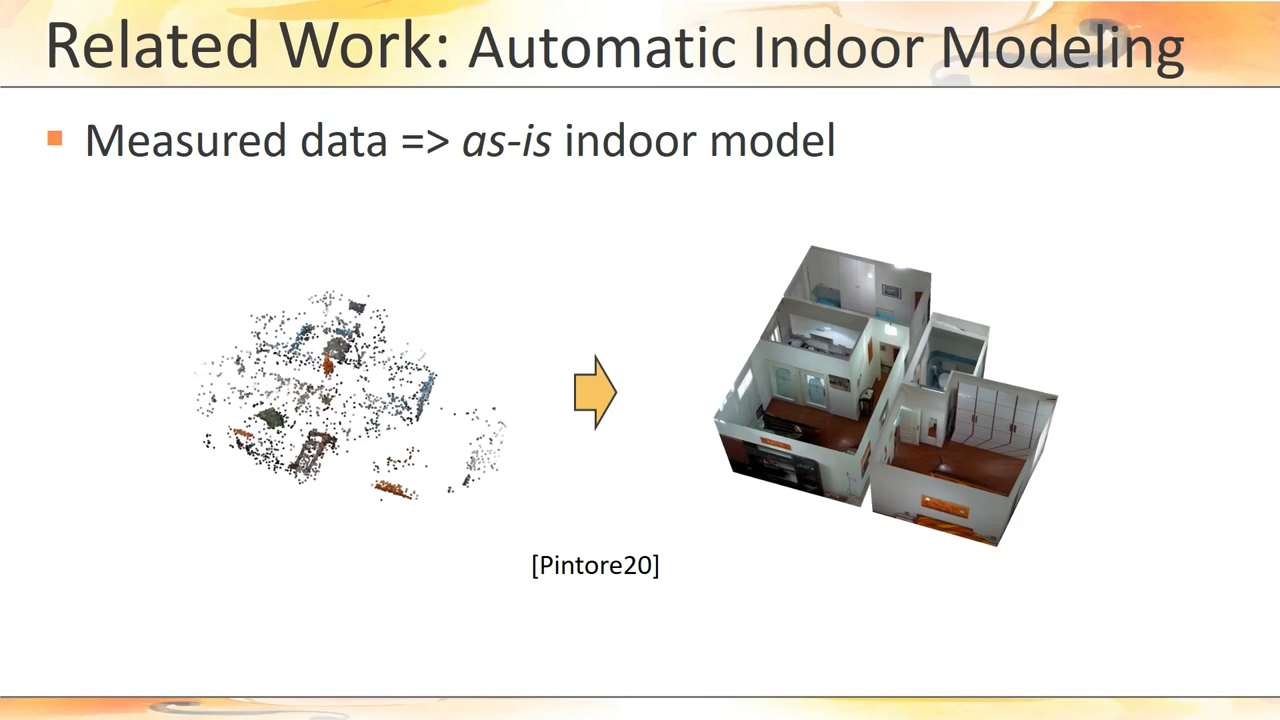 Related Work: Automatic Indoor Modeling
Measured data => as-is indoor model
[Pintore20]